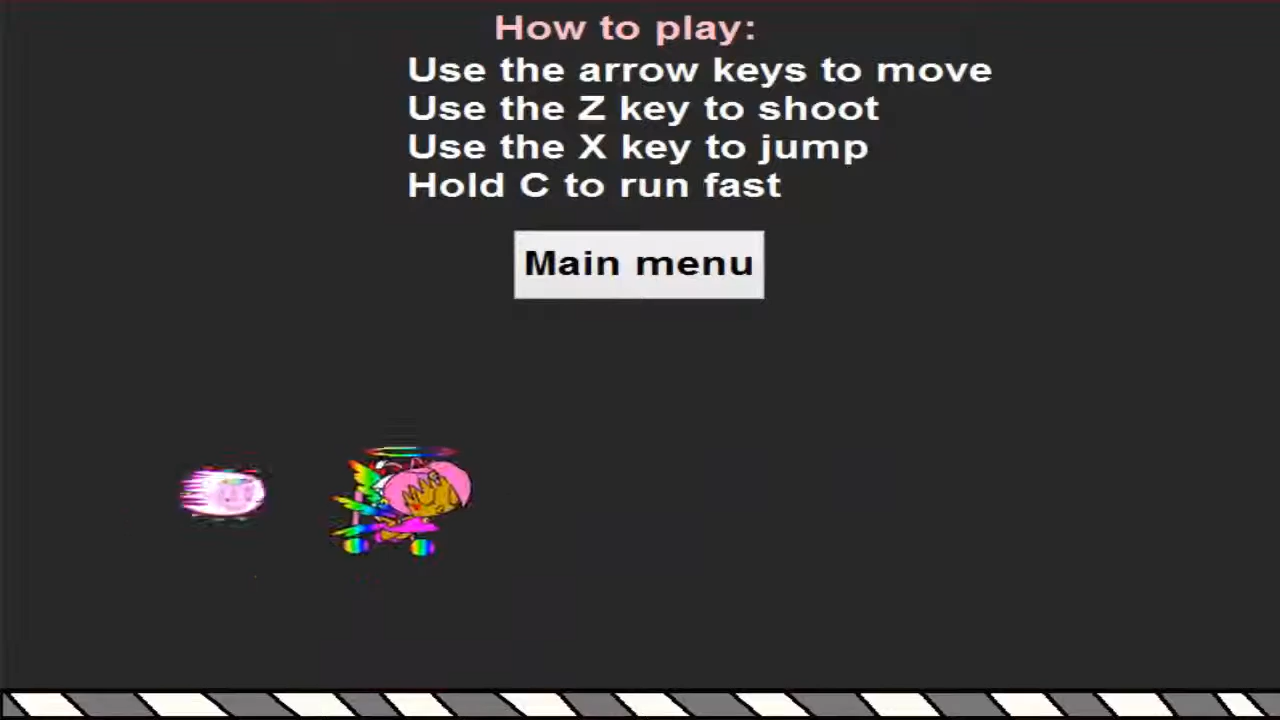 How to play:
Use the arrow keys to move
Use the Z key to shoot
Use the X key to jump
Hold C to run fast
Main menu